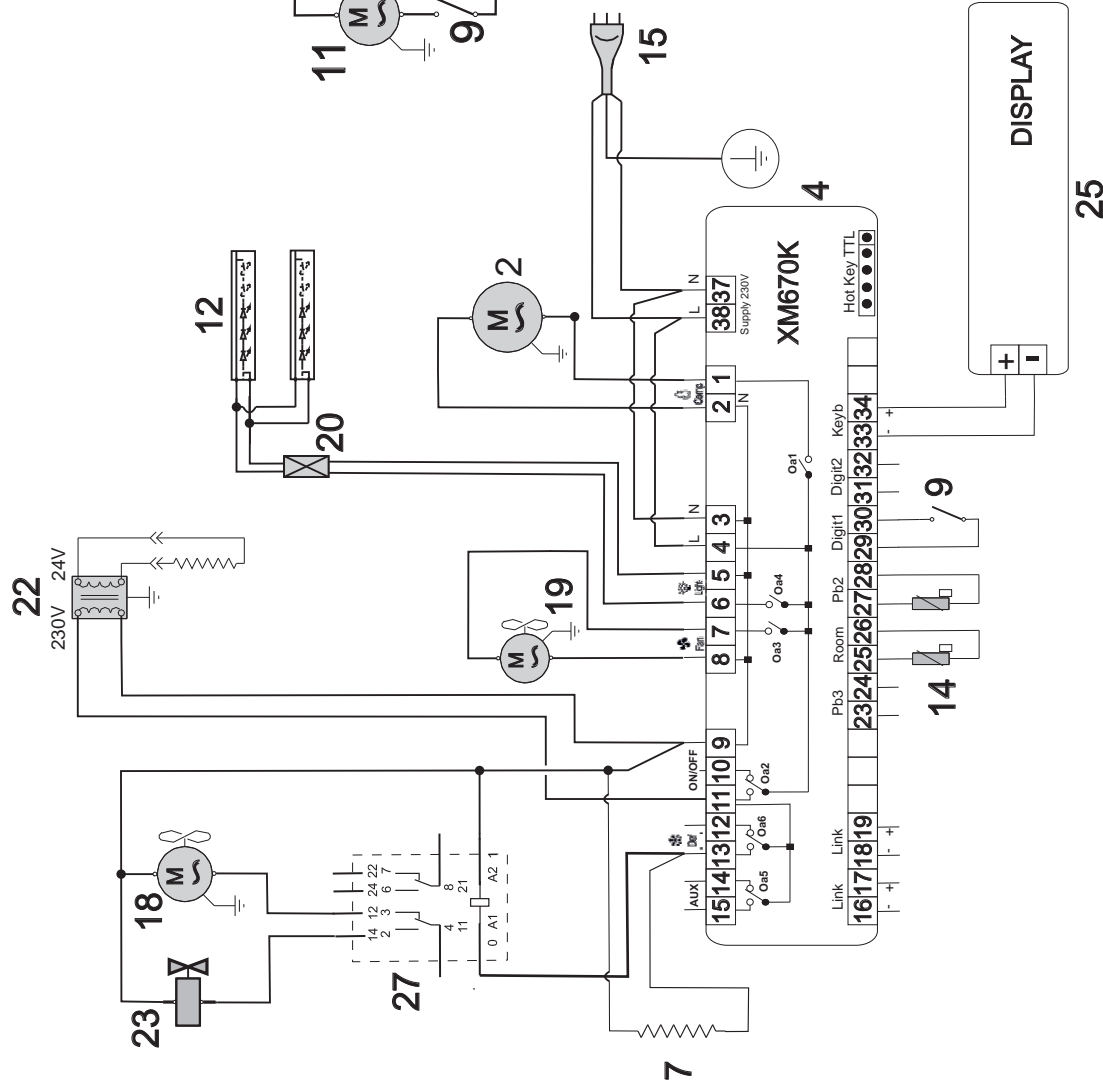 22
230V 24V
12
20
2
M
11
M
9
15
23
18
M
27
14 12 24 22
2 3 6 7
4 8
11 21
0 A1 A2 1
19
M
7
AUX
Def
ON/OFF
Fan
Light
L N
Comp
L N
15 14 13 12 11 10 9 8 7 6 5 4 3 2 1 38 37
N
Supply 230V
Oa5 Oa6 Oa2 Oa3 Oa4 Oa1
XM670K
4
Link Link Pb3 Room Pb2 Digit1 Digit2 Keyb Hot Key TTL
16 17 18 19 23 24 25 26 27 28 29 30 31 32 33 34
- + - + - +
14
9
+ -
DISPLAY
25